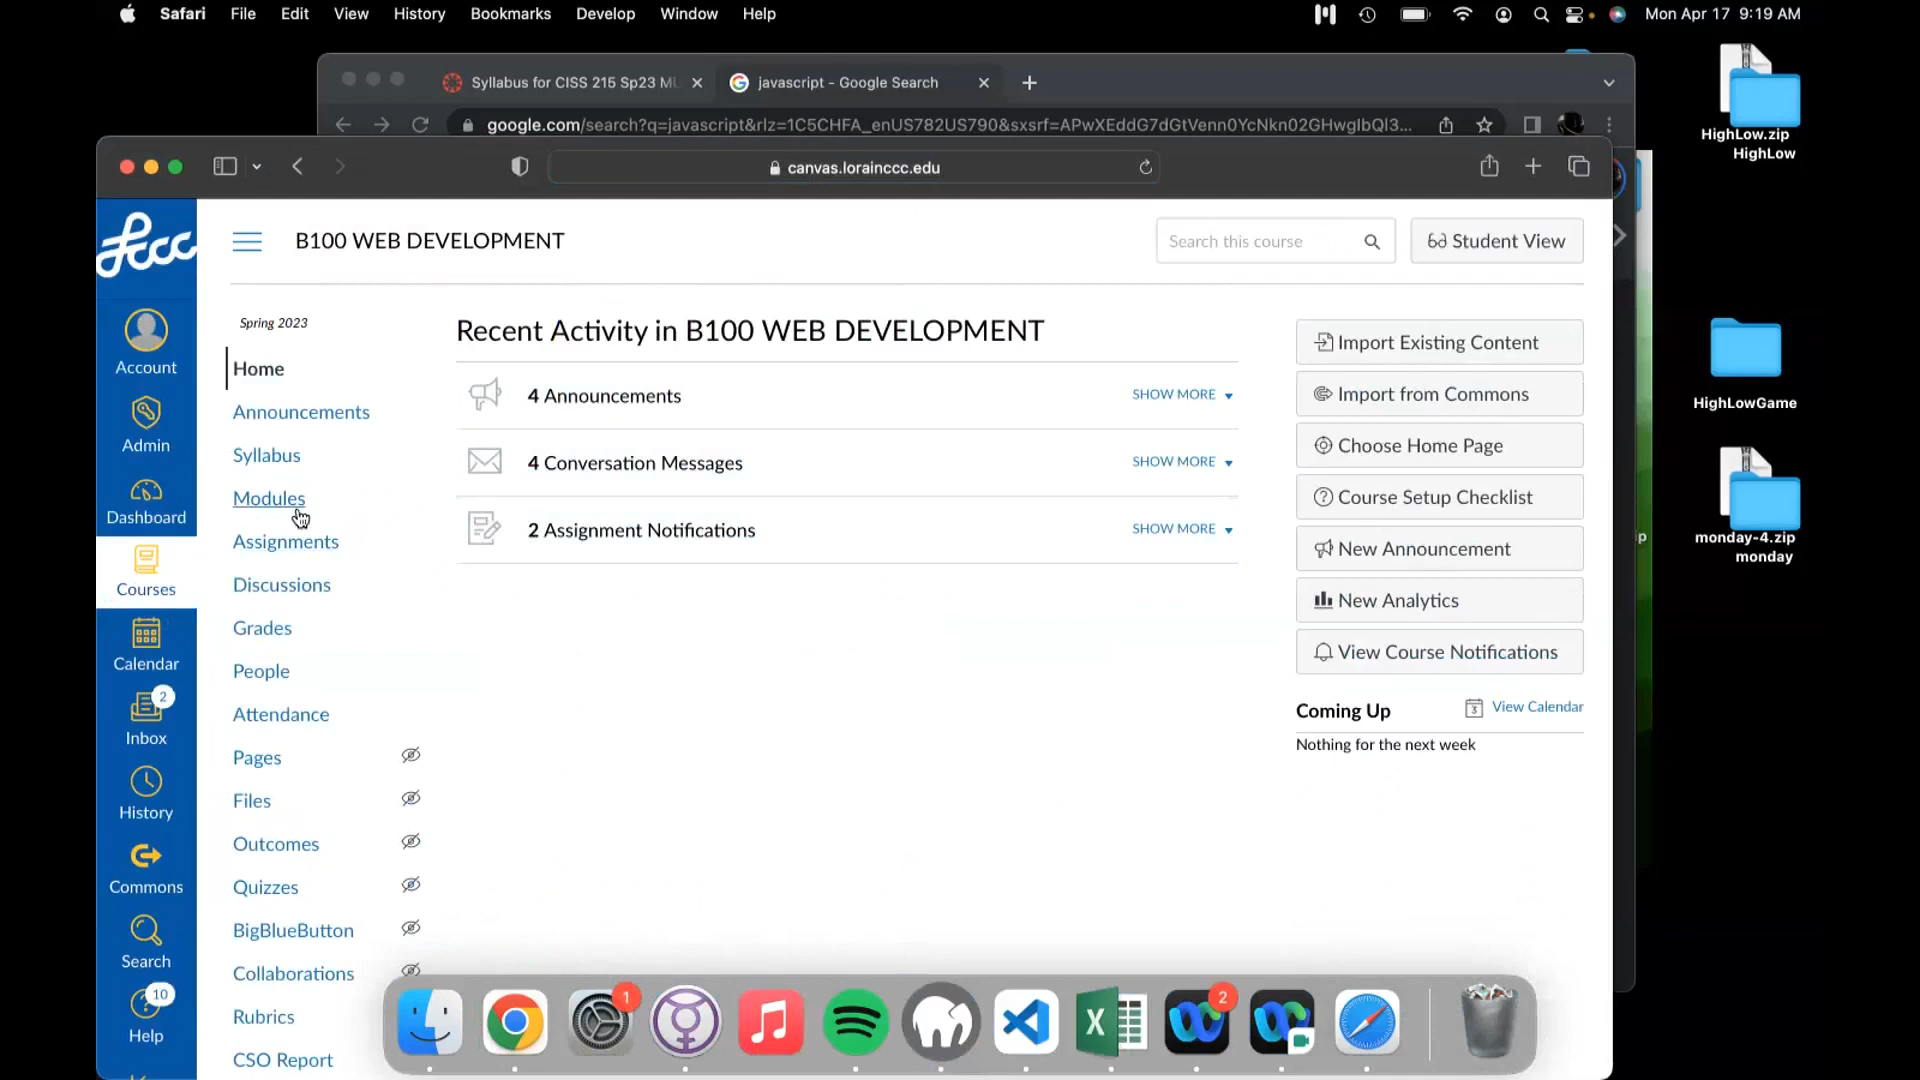 Safari File Edit View History Bookmarks Develop Window Help
Mon Apr 17 9:19 AM
Syllabus for CISS 215 Sp23 MU
javascript - Google Search
google.com/search?q=javascript&rlz=1C5CHFA_enUS782US790&sxsrf=APwXEddG7dGtVenn0YcNkn02GHwgIbQl3...
canvas.lorainccc.edu
lccc
Account
Admin
Dashboard
Courses
Calendar
2
Inbox
History
Commons
Search
10
Help
B100 WEB DEVELOPMENT
Search this course
Student View
Spring 2023
Home
Announcements
Syllabus
Modules
Assignments
Discussions
Grades
People
Attendance
Pages
Files
Outcomes
Quizzes
BigBlueButton
Collaborations
Rubrics
CSO Report
Recent Activity in B100 WEB DEVELOPMENT
4 Announcements
SHOW MORE
4 Conversation Messages
SHOW MORE
2 Assignment Notifications
SHOW MORE
Import Existing Content
Import from Commons
Choose Home Page
Course Setup Checklist
New Announcement
New Analytics
View Course Notifications
Coming Up
3
View Calendar
Nothing for the next week
HighLow.zip
HighLow
HighLowGame
monday-4.zip
monday
ip
1
X
2